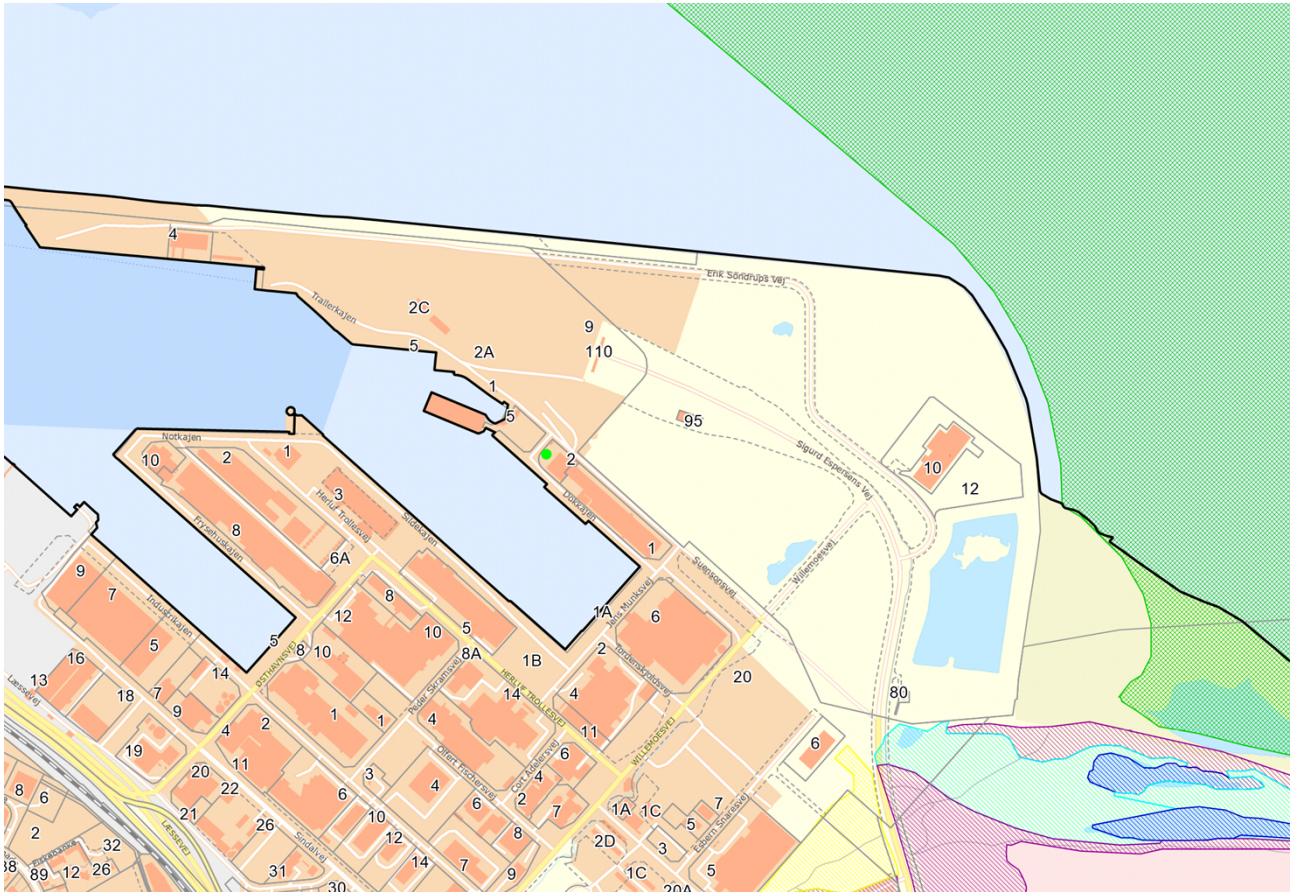 4
Erik Søndrups Vej
2C
Trailerkajen
5
2A
9
110
1
5
95
Notkajen
10
2
1
2
Sigurd Espersens Vej
10
12
3
Herluf Trollesvej
Sildekajen
Dokkajen
8
Frysehuskajen
6A
1
Suensonsvej
Willemoesvej
9
7
Industrikajen
12
8
1A
Jens Munksvej
6
5
5
10
5
8A
1B
2
Tordenskjoldsvej
20
16
14
8
10
ØSTHAVNSVEJ
Peder Skramsvej
HERLUF TROLLESVEJ
13
Læssevej
18
7
9
14
4
80
4
2
1
1
4
11
WILLEMOESVEJ
6
19
11
Olfert Fischersvej
Cort Adelersvej
6
20
3
4
4
8
6
22
21
6
10
6
2
7
1A
1C
7
5
Esbern Snaresvej
2
LÆSSEVEJ
26
Sindalvej
12
8
2D
3
32
Fiskebanke
38
89
12
26
31
30
14
7
9
1C
20A
5